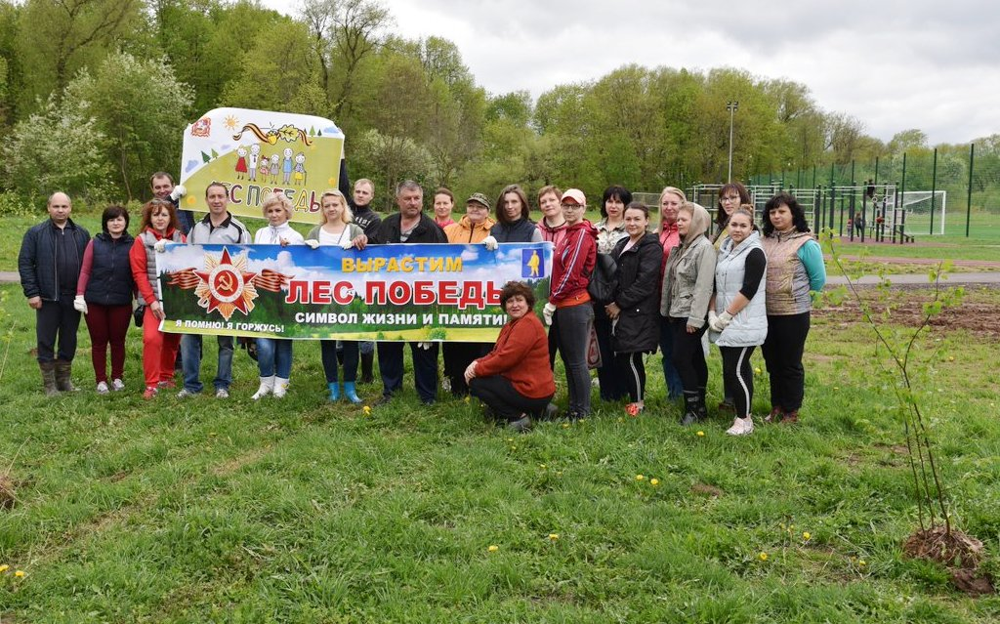 ЛЕС ПОБЕДЫ
ВЫРАСТИМ
ЛЕС ПОБЕДЫ
СИМВОЛ ЖИЗНИ И ПАМЯТИ!
Я ПОМНЮ! Я ГОРЖУСЬ!